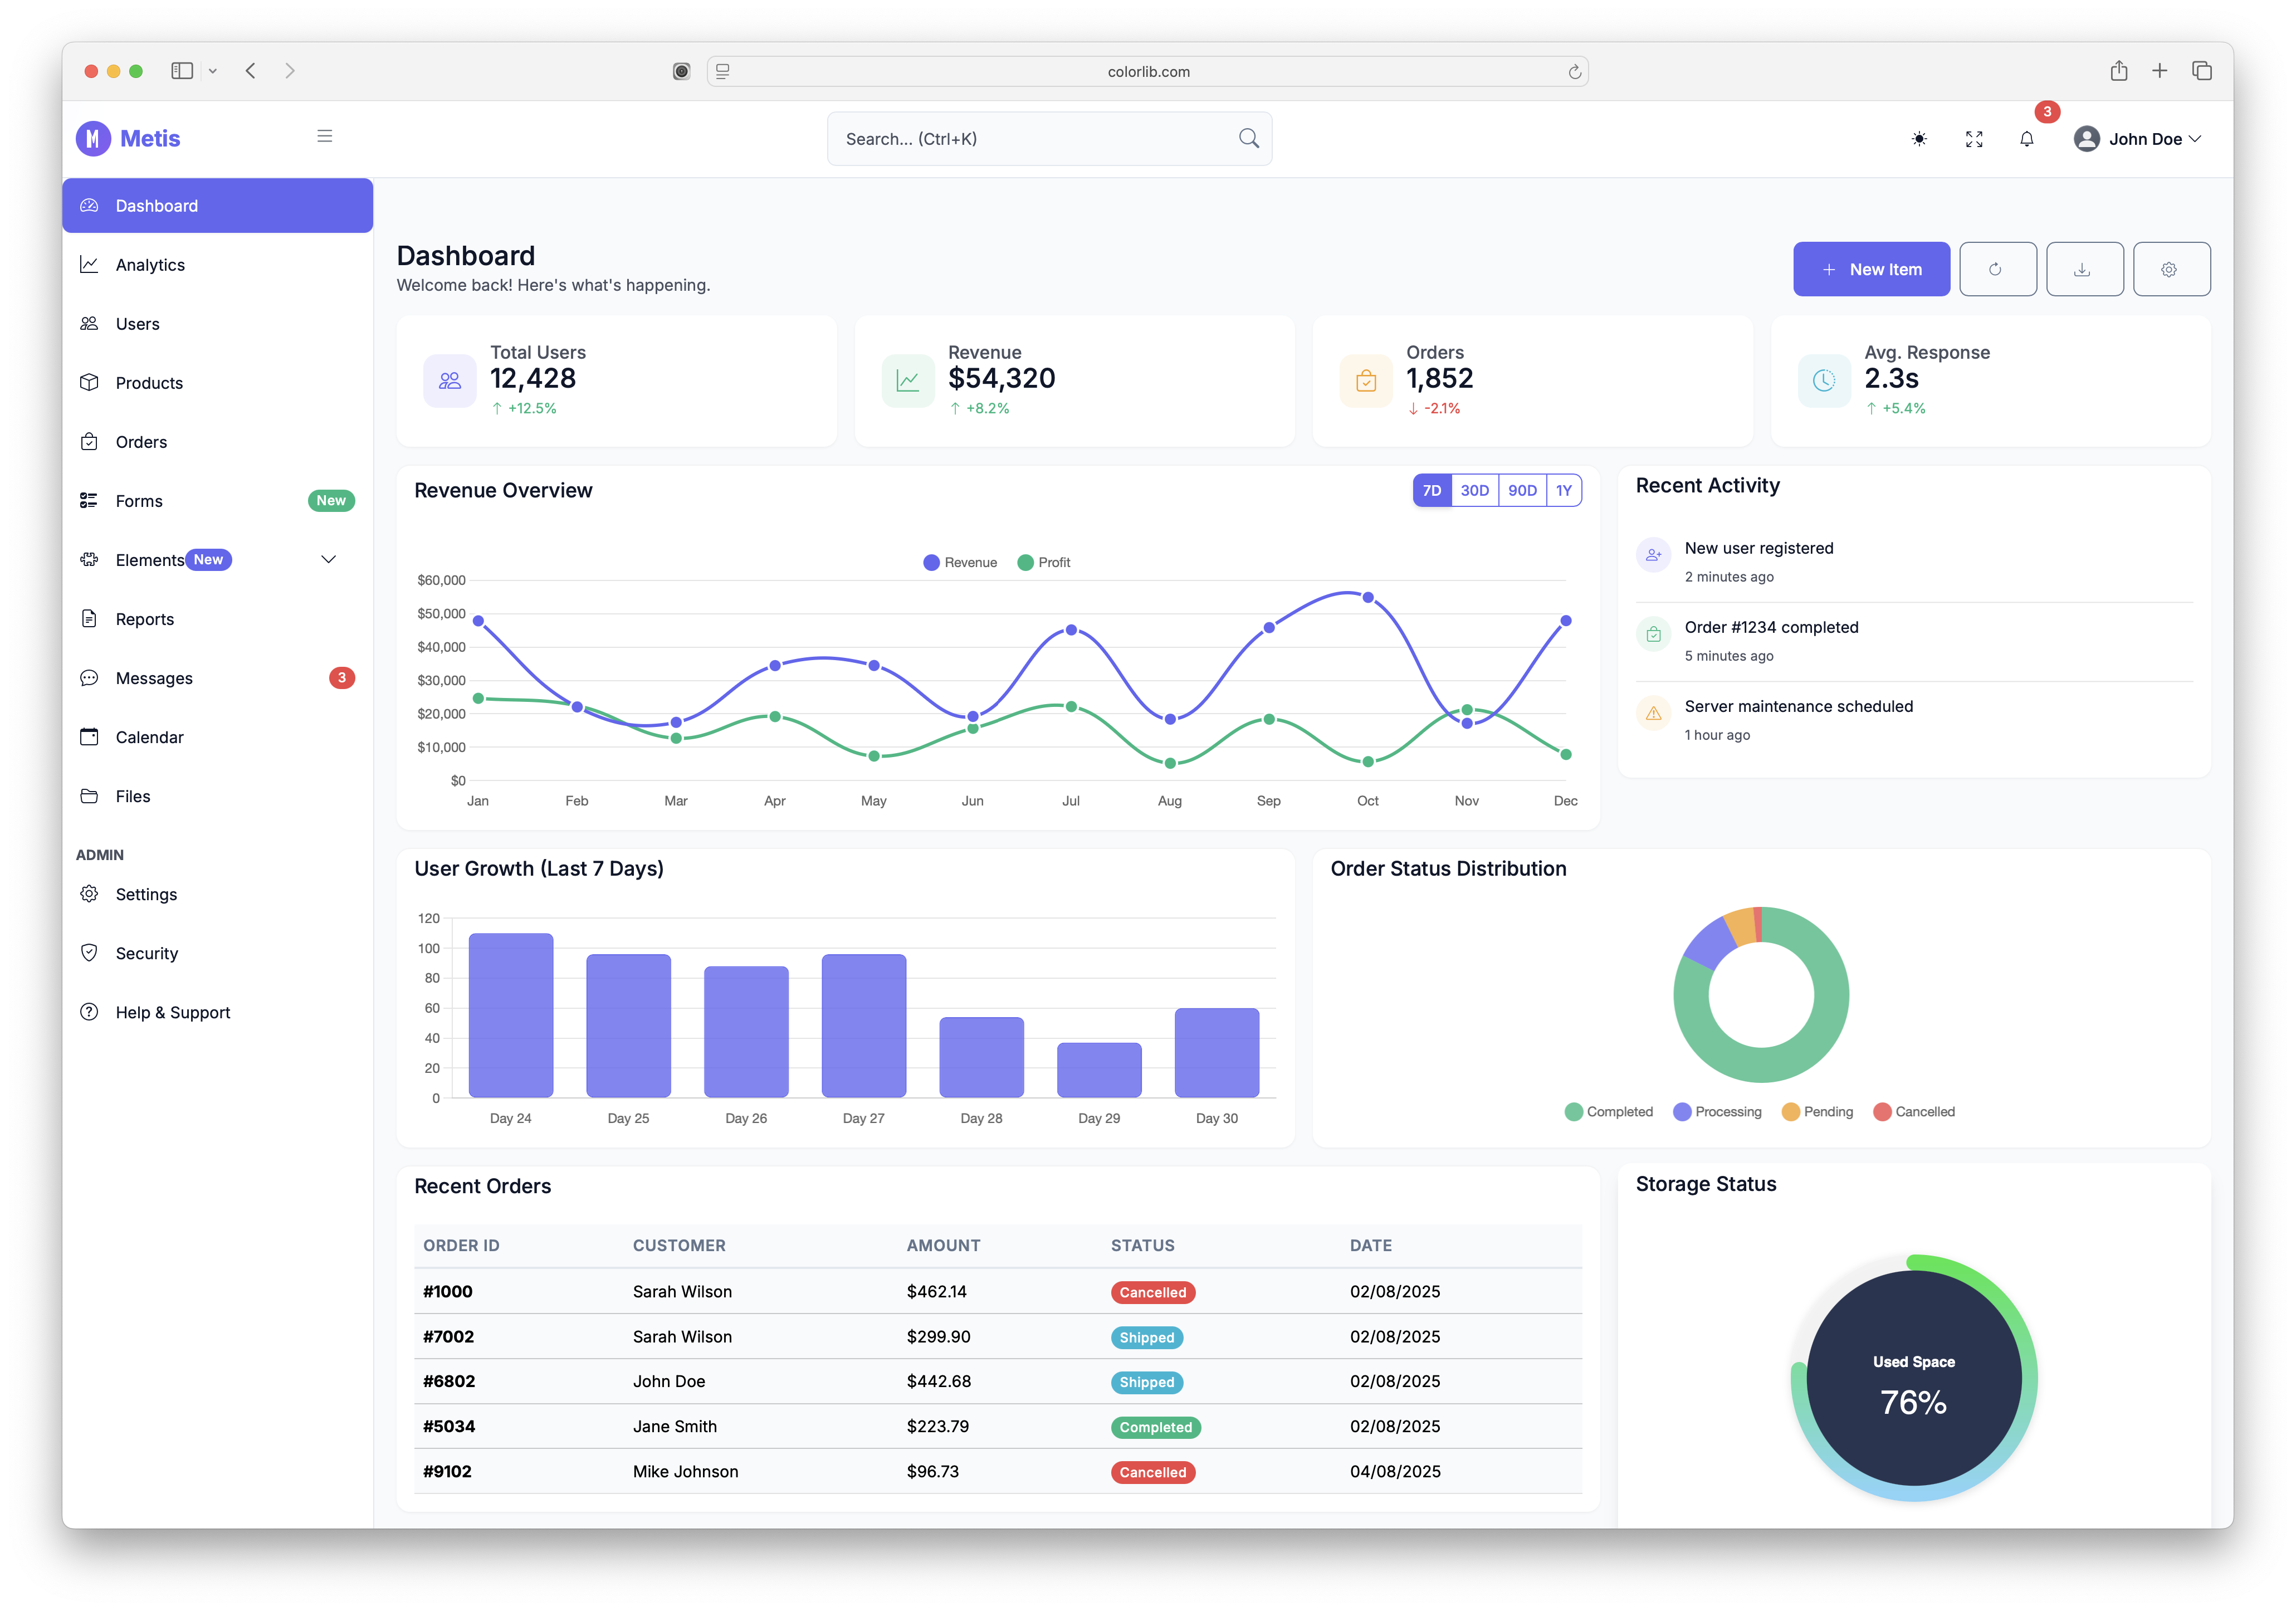 colorlib.com
M Metis
Search... (Ctrl+K)
3
John Doe
Dashboard
Analytics
Users
Products
Orders
Forms New
Elements New
Reports
Messages 3
Calendar
Files
ADMIN
Settings
Security
Help & Support
Dashboard
Welcome back! Here's what's happening.
New Item
Total Users
12,428
+12.5%
Revenue
$54,320
+8.2%
Orders
1,852
-2.1%
Avg. Response
2.3s
+5.4%
Revenue Overview
7D 30D 90D 1Y
Revenue Profit
$60,000
$50,000
$40,000
$30,000
$20,000
$10,000
$0
Jan Feb Mar Apr May Jun Jul Aug Sep Oct Nov Dec
Recent Activity
New user registered
2 minutes ago
Order #1234 completed
5 minutes ago
Server maintenance scheduled
1 hour ago
User Growth (Last 7 Days)
120
100
80
60
40
20
0
Day 24 Day 25 Day 26 Day 27 Day 28 Day 29 Day 30
Order Status Distribution
Completed Processing Pending Cancelled
Recent Orders
ORDER ID CUSTOMER AMOUNT STATUS DATE
#1000 Sarah Wilson $462.14 Cancelled 02/08/2025
#7002 Sarah Wilson $299.90 Shipped 02/08/2025
#6802 John Doe $442.68 Shipped 02/08/2025
#5034 Jane Smith $223.79 Completed 02/08/2025
#9102 Mike Johnson $96.73 Cancelled 04/08/2025
Storage Status
Used Space
76%